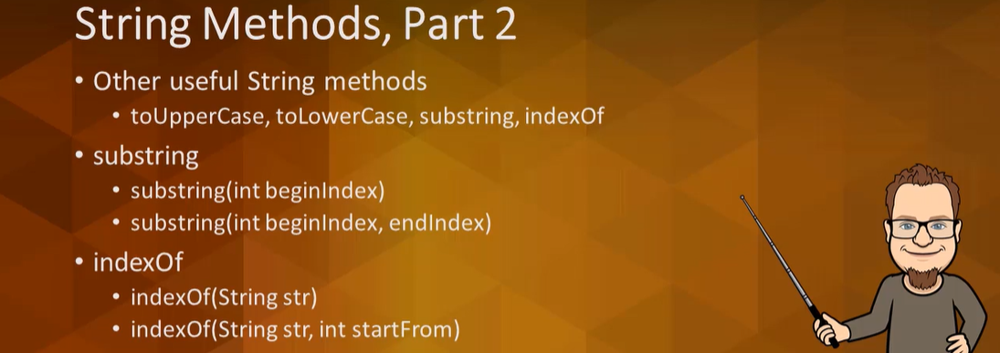 String Methods, Part 2
• Other useful String methods
• toUpperCase, toLowerCase, substring, indexOf
• substring
• substring(int beginIndex)
• substring(int beginIndex, endIndex)
• indexOf
• indexOf(String str)
• indexOf(String str, int startFrom)